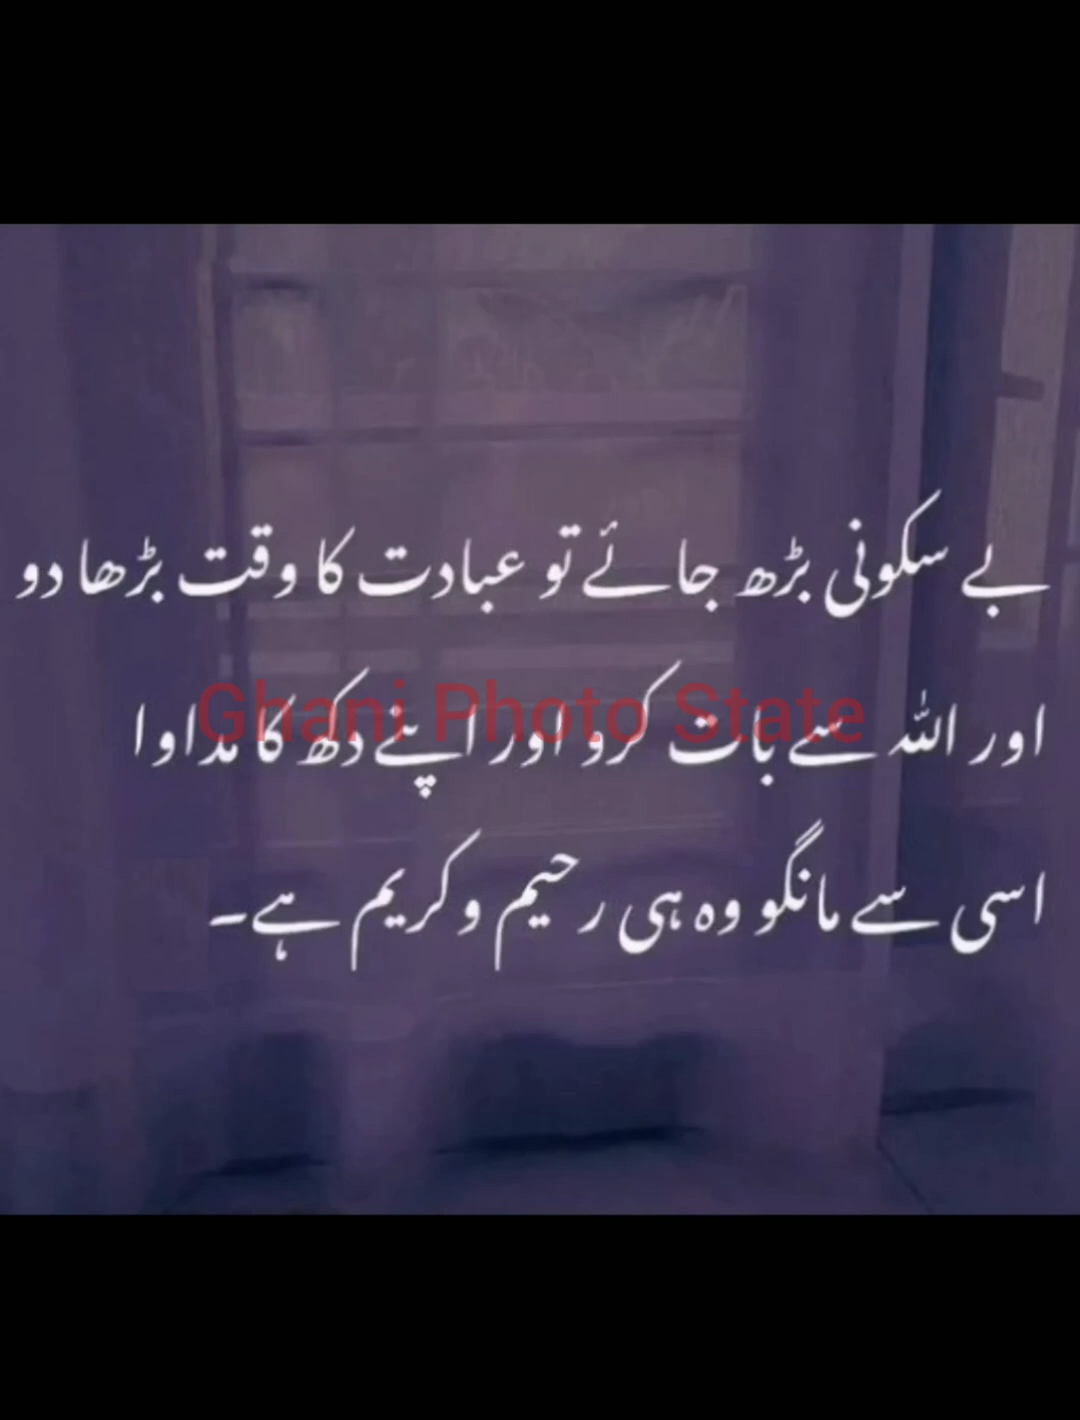 بے سکونی بڑھ جائے تو عبادت کا وقت بڑھا دو
اور اللہ سے بات کرو اور اپنے دکھ کا مداوا
Ghani Photo State
اسی سے مانگو وہ ہی رحیم و کریم ہے۔